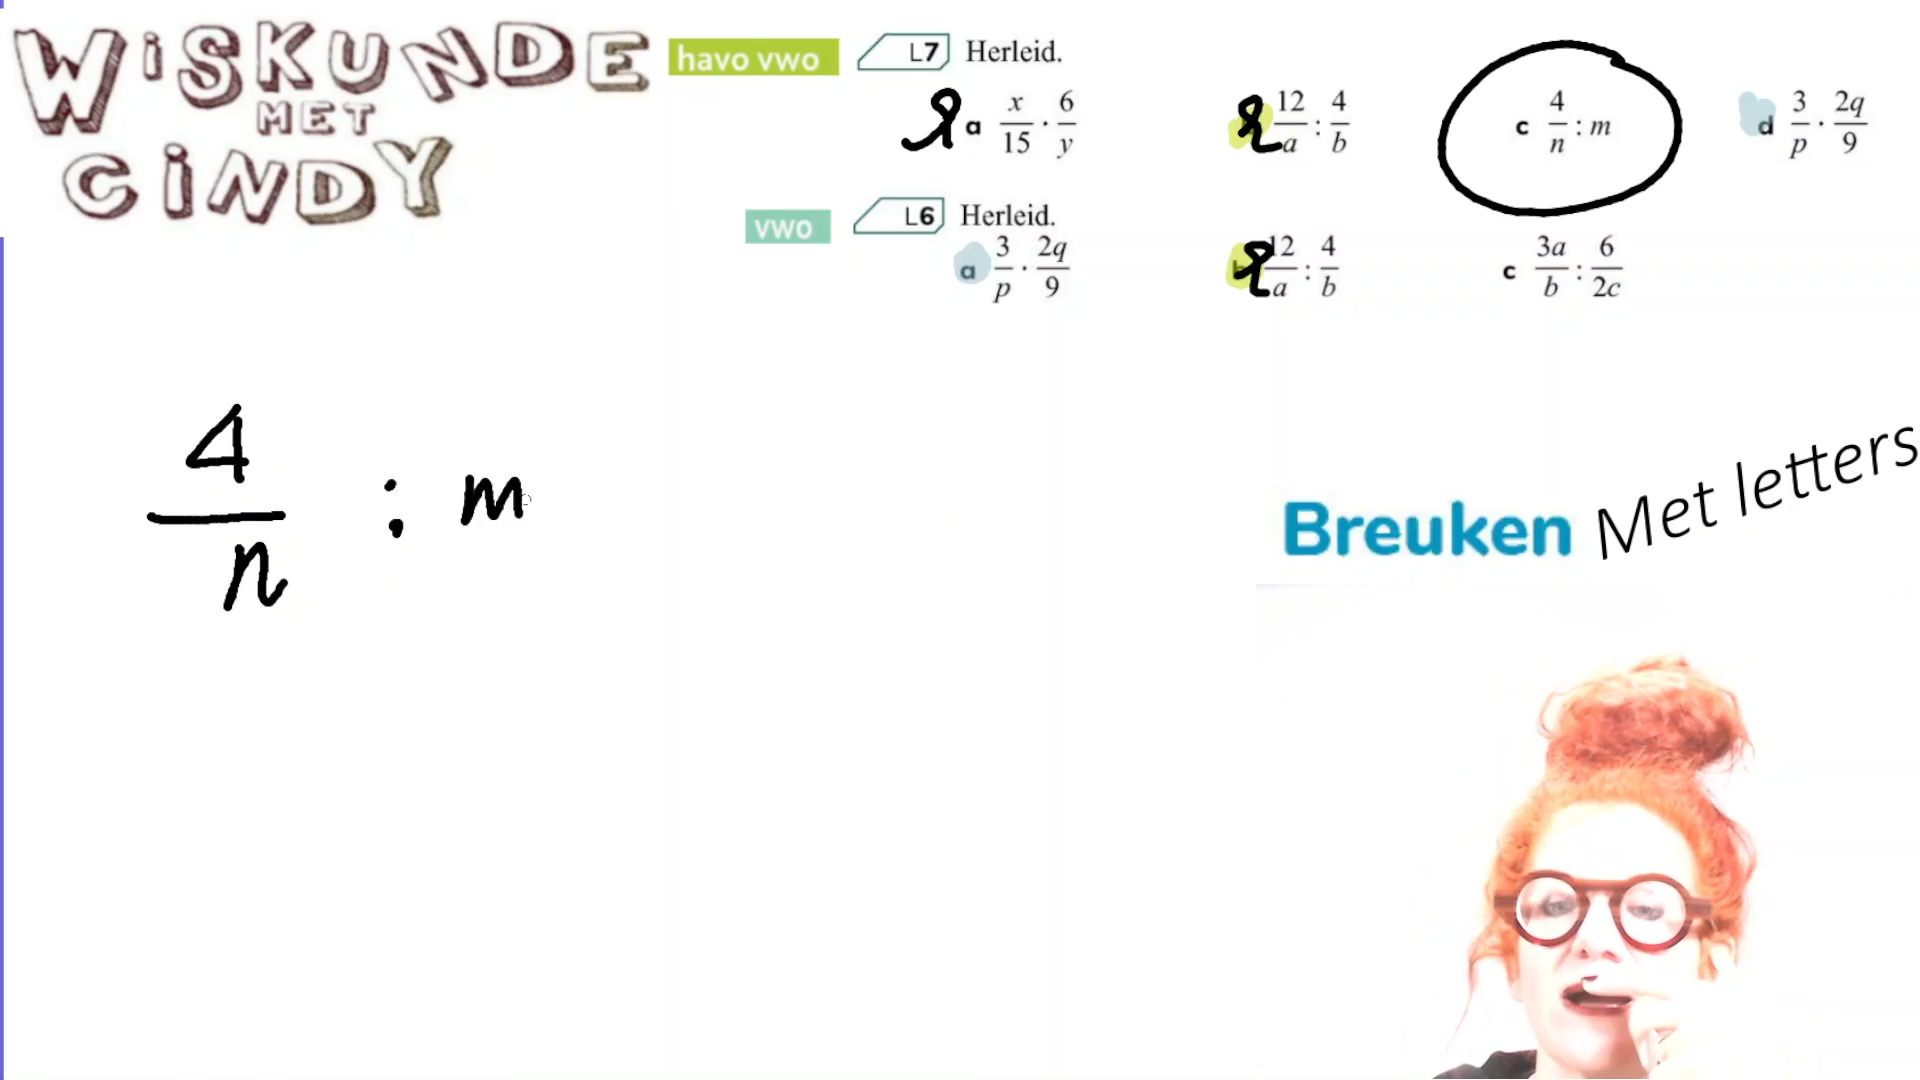 WiSKUNDE
MET
CiNDY
havo vwo
L7 Herleid.
a x/15 · 6/y
12/a : 4/b
c 4/n : m
d 3/p · 2q/9
vwo
L6 Herleid.
a 3/p · 2q/9
b 12/a : 4/b
c 3a/b : 6/2c
4/n : m
Breuken Met letters